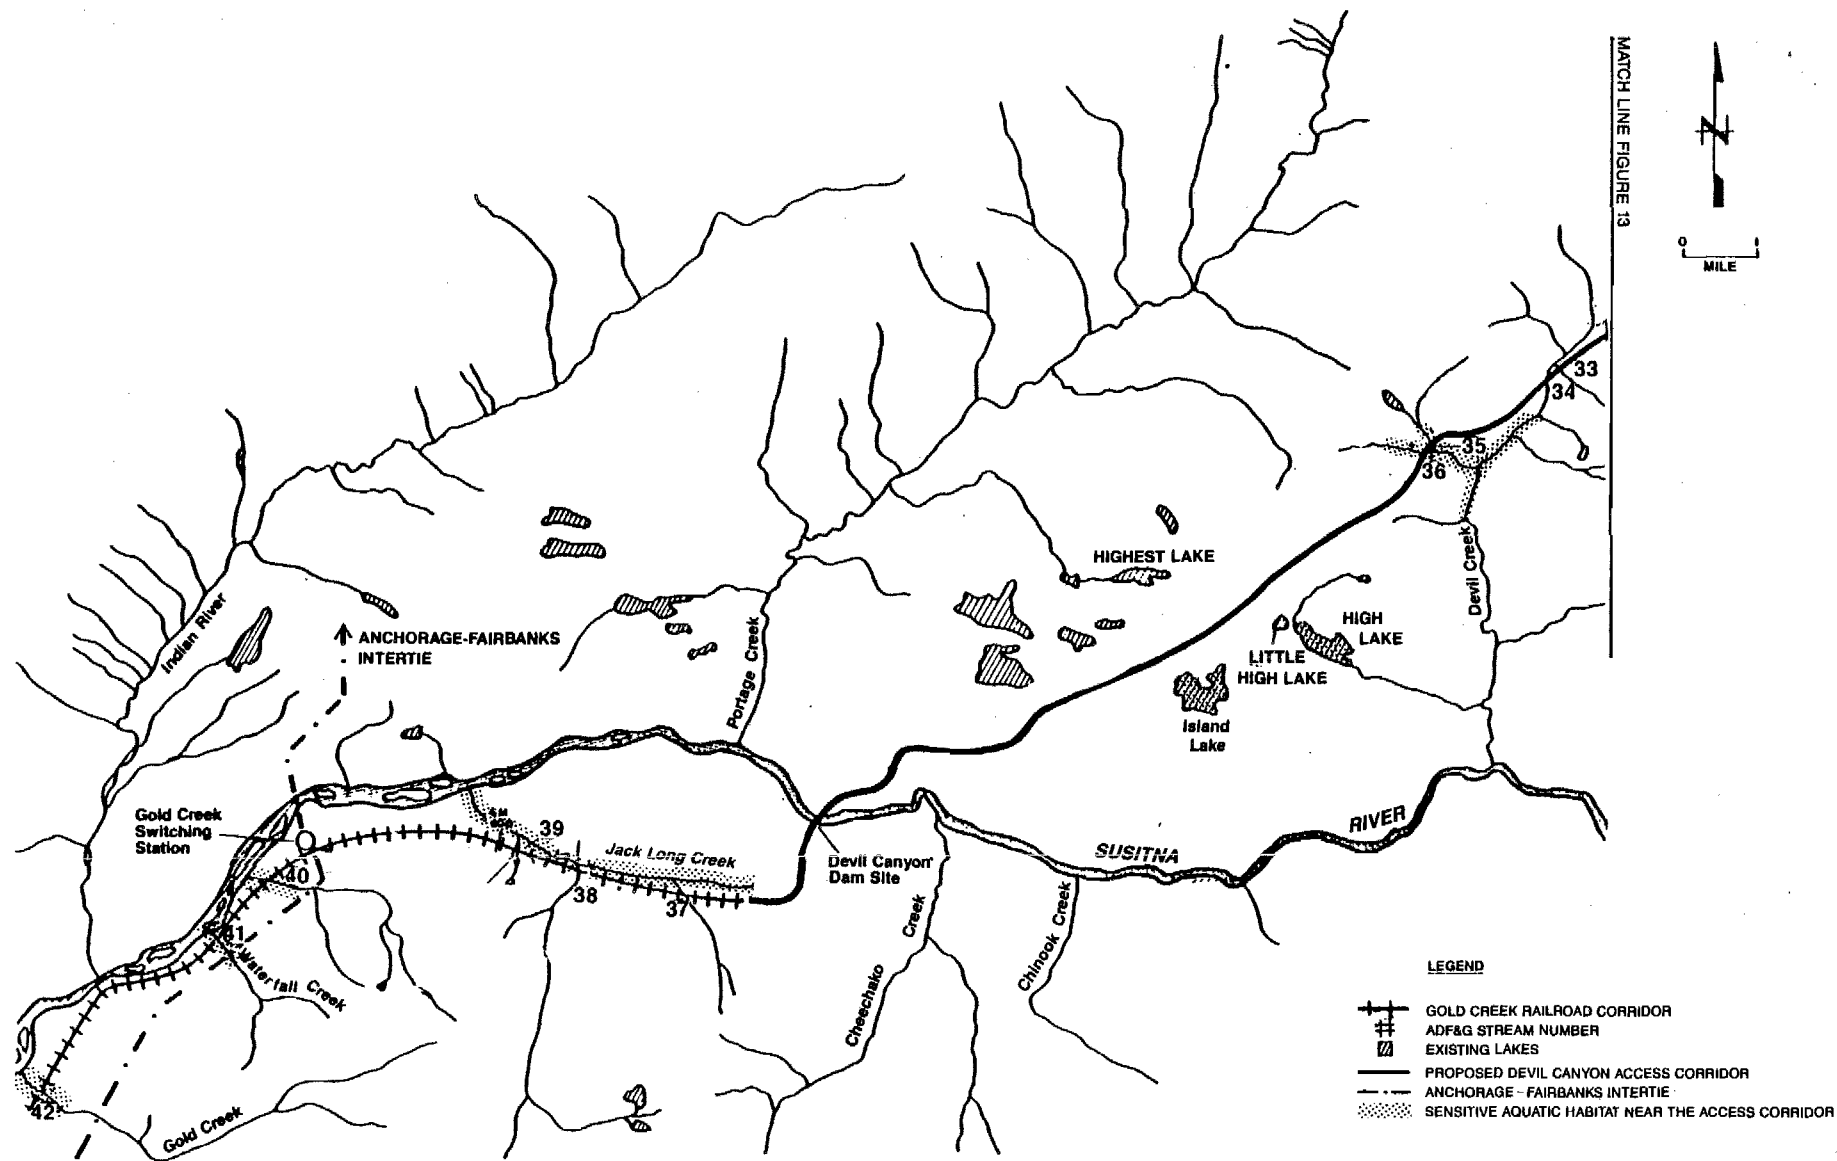 MATCH LINE FIGURE 13
0 1
MILE
33
34
35
36
Devil Creek
HIGHEST LAKE
HIGH
LAKE
LITTLE
HIGH LAKE
Island
Lake
Indian River
ANCHORAGE-FAIRBANKS
INTERTIE
Portage Creek
Gold Creek
Switching
Station
39
Jack Long Creek
38
37
40
41
Waterfall Creek
42
Gold Creek
Devil Canyon
Dam Site
SUSITNA
RIVER
Cheechako
Creek
Chinook Creek
LEGEND
GOLD CREEK RAILROAD CORRIDOR
# ADF&G STREAM NUMBER
EXISTING LAKES
PROPOSED DEVIL CANYON ACCESS CORRIDOR
ANCHORAGE-FAIRBANKS INTERTIE
SENSITIVE AQUATIC HABITAT NEAR THE ACCESS CORRIDOR